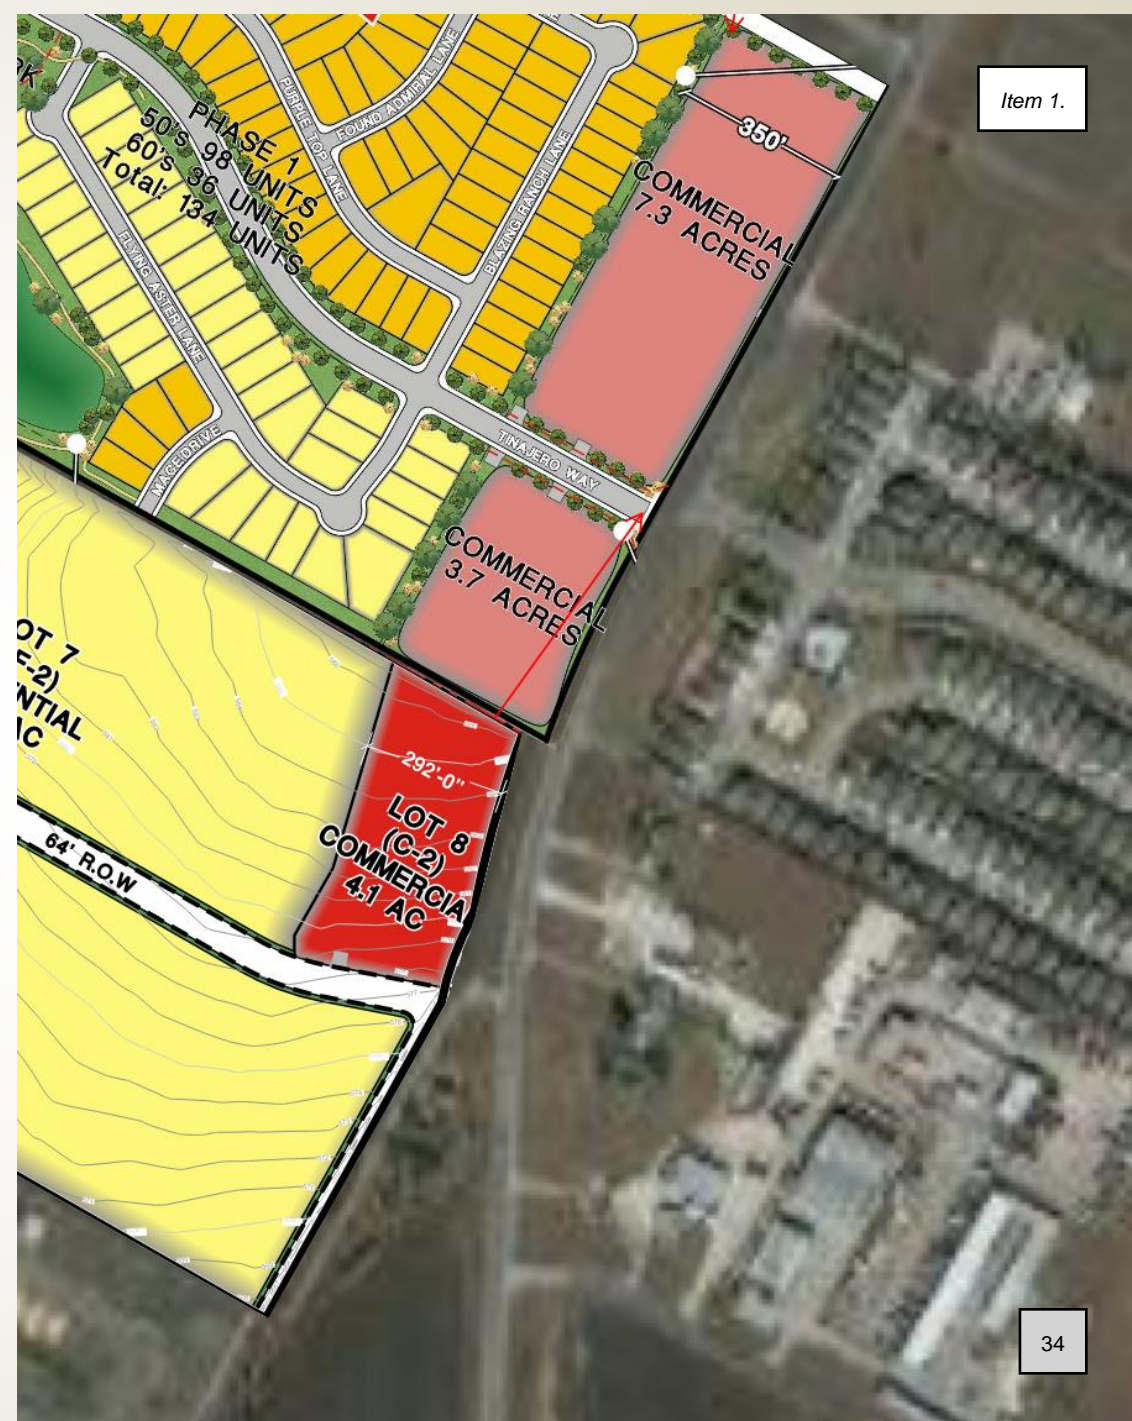 Item 1.
PHASE 1
50's 98 UNITS
60's 36 UNITS
Total: 134 UNITS
PURPLE TOP LANE
FOUND ADMIRAL LANE
BLAZING RANCH LANE
FLYING ASTER LANE
MACE DRIVE
TINAJERO WAY
350'
COMMERCIAL
7.3 ACRES
COMMERCIAL
3.7 ACRES
OT 7
-2)
NTIAL
AC
292'-0"
LOT 8
(C-2)
COMMERCIA
4.1 AC
64' R.O.W
34